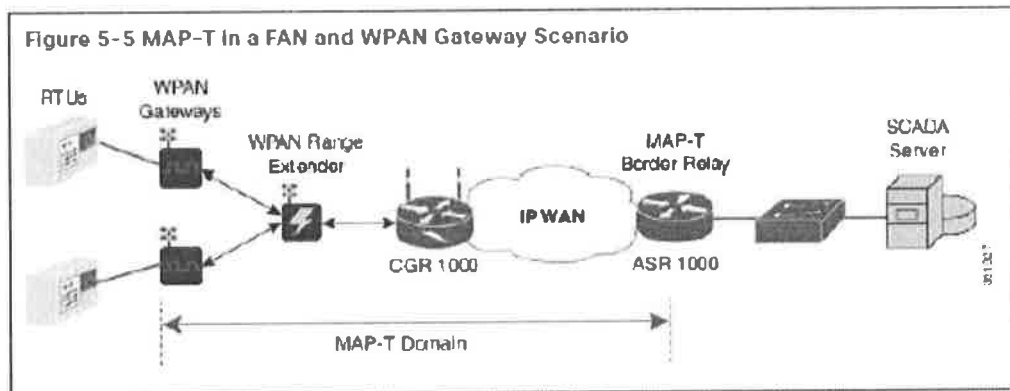 Figure 5-5 MAP-T in a FAN and WPAN Gateway Scenario
RTUs
WPAN
Gateways
WPAN Range
Extender
MAP-T
Border Relay
SCADA
Server
IP WAN
CGR 1000
ASR 1000
MAP-T Domain